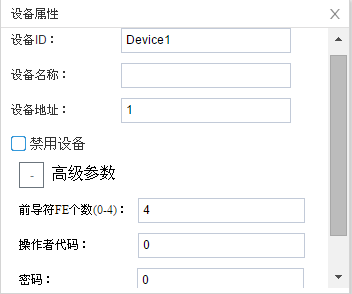 设备属性
设备ID： Device1
设备名称：
设备地址： 1
禁用设备
- 高级参数
前导符FE个数(0-4)： 4
操作者代码： 0
密码： 0